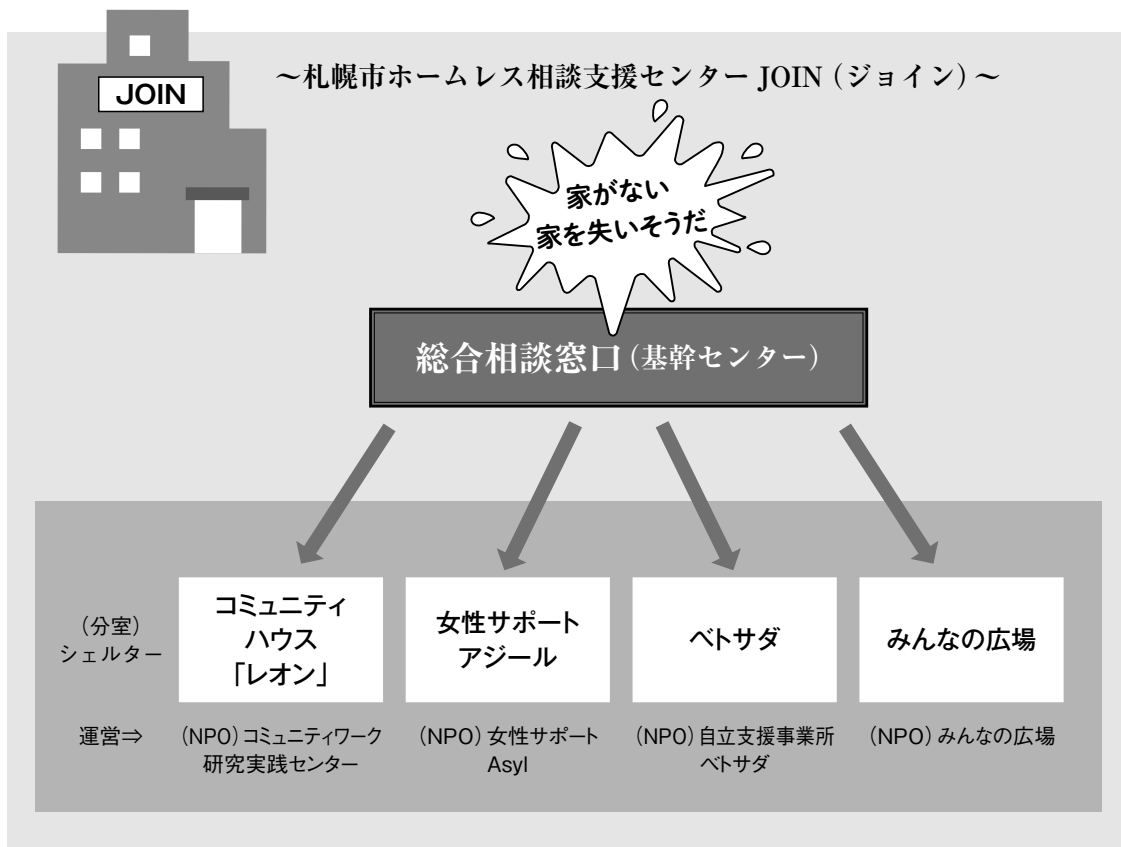 JOIN
～札幌市ホームレス相談支援センター JOIN（ジョイン）～
家がない
家を失いそうだ
総合相談窓口（基幹センター）
（分室）
シェルター
コミュニティ
ハウス
「レオン」
女性サポート
アジール
ベトサダ
みんなの広場
運営⇒
（NPO）コミュニティワーク
研究実践センター
（NPO）女性サポート
Asyl
（NPO）自立支援事業所
ベトサダ
（NPO）みんなの広場